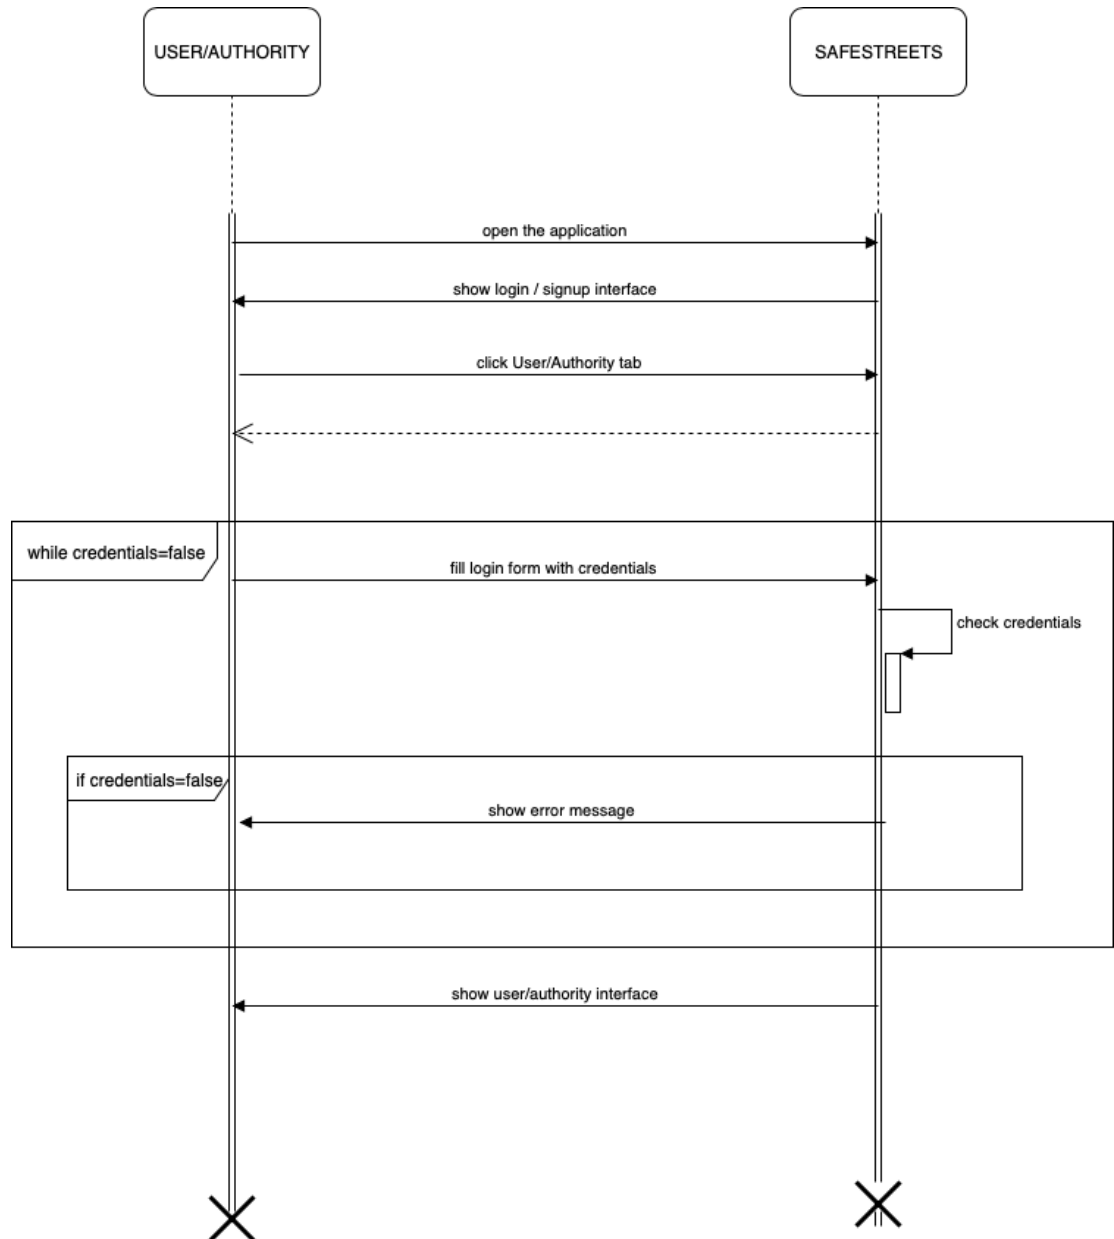 USER/AUTHORITY
SAFESTREETS
open the application
show login / signup interface
click User/Authority tab
while credentials=false
fill login form with credentials
check credentials
if credentials=false
show error message
show user/authority interface